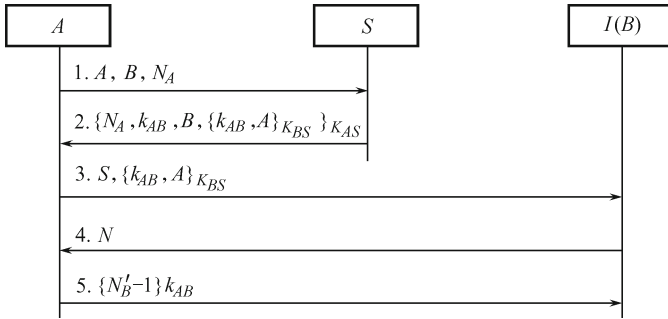 A S I(B)
1. A, B, N_A
2. {N_A, k_AB, B, {k_AB, A}_K_BS}_K_AS
3. S, {k_AB, A}_K_BS
4. N
5. {N'_B−1}k_AB